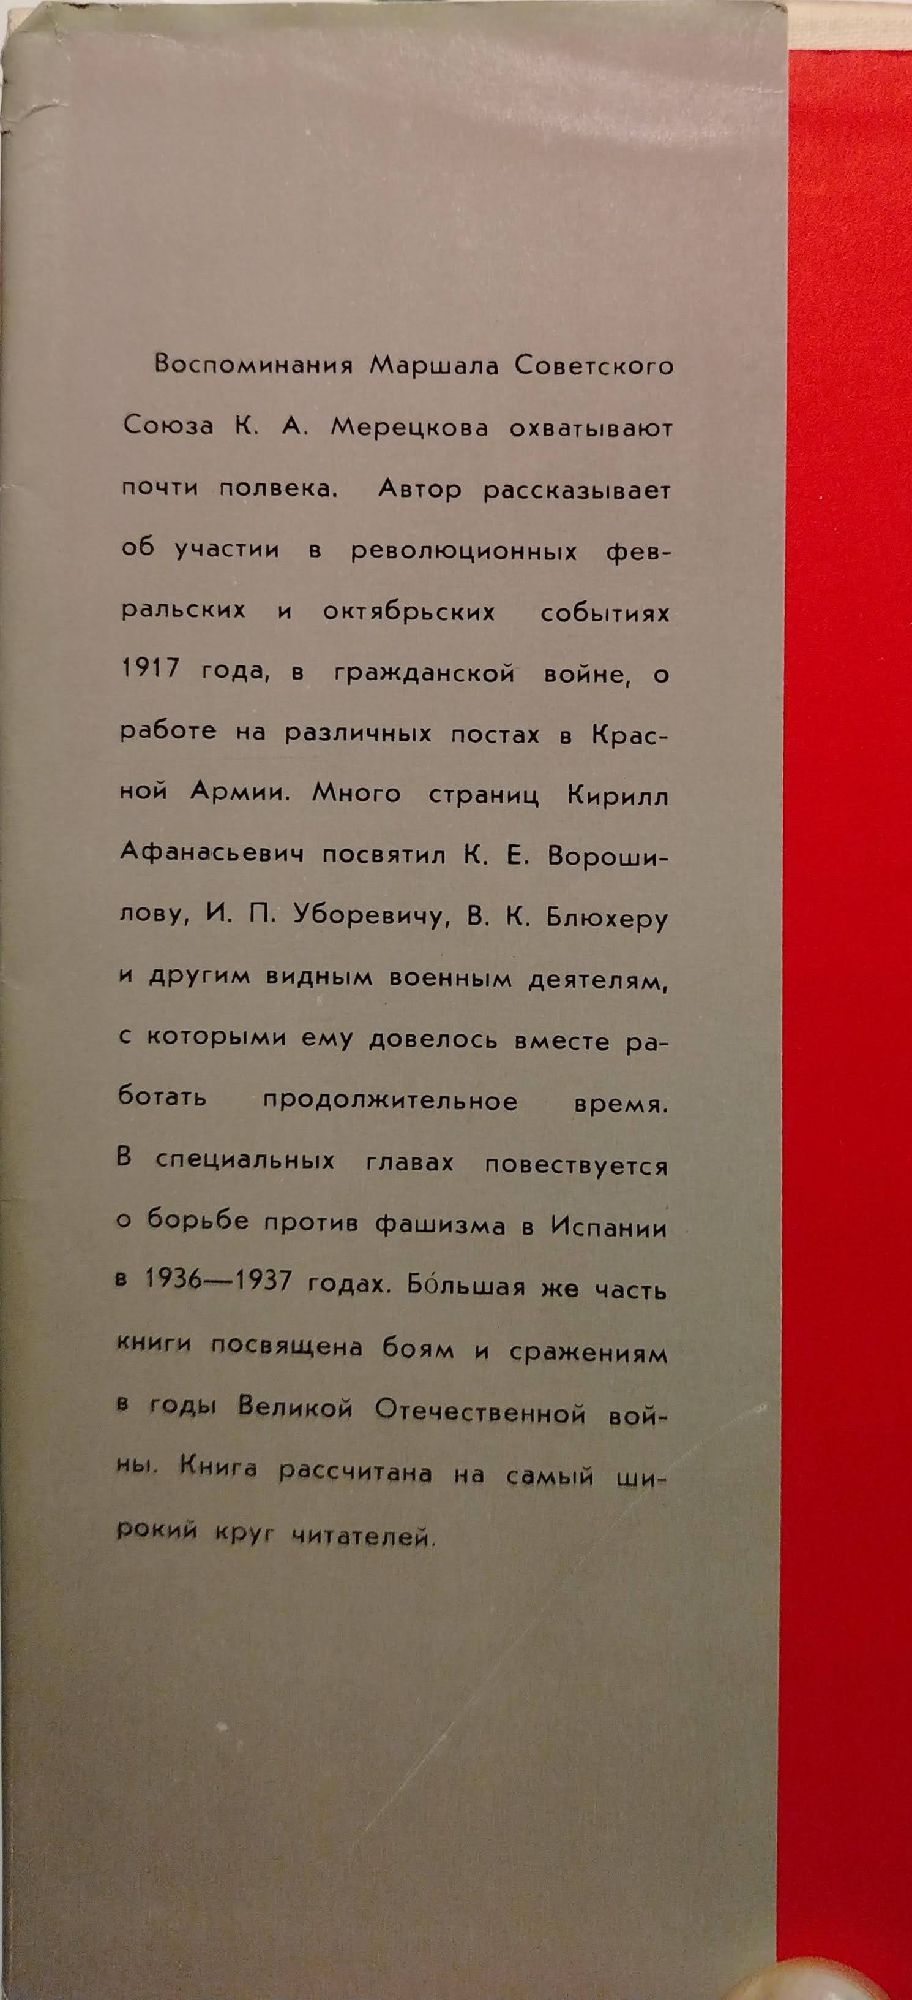 Воспоминания Маршала Советского
Союза К. А. Мерецкова охватывают
почти полвека. Автор рассказывает
об участии в революционных фев-
ральских и октябрьских событиях
1917 года, в гражданской войне, о
работе на различных постах в Крас-
ной Армии. Много страниц Кирилл
Афанасьевич посвятил К. Е. Вороши-
лову, И. П. Уборевичу, В. К. Блюхеру
и другим видным военным деятелям,
с которыми ему довелось вместе ра-
ботать продолжительное время.
В специальных главах повествуется
о борьбе против фашизма в Испании
в 1936—1937 годах. Бо́льшая же часть
книги посвящена боям и сражениям
в годы Великой Отечественной вой-
ны. Книга рассчитана на самый ши-
рокий круг читателей.